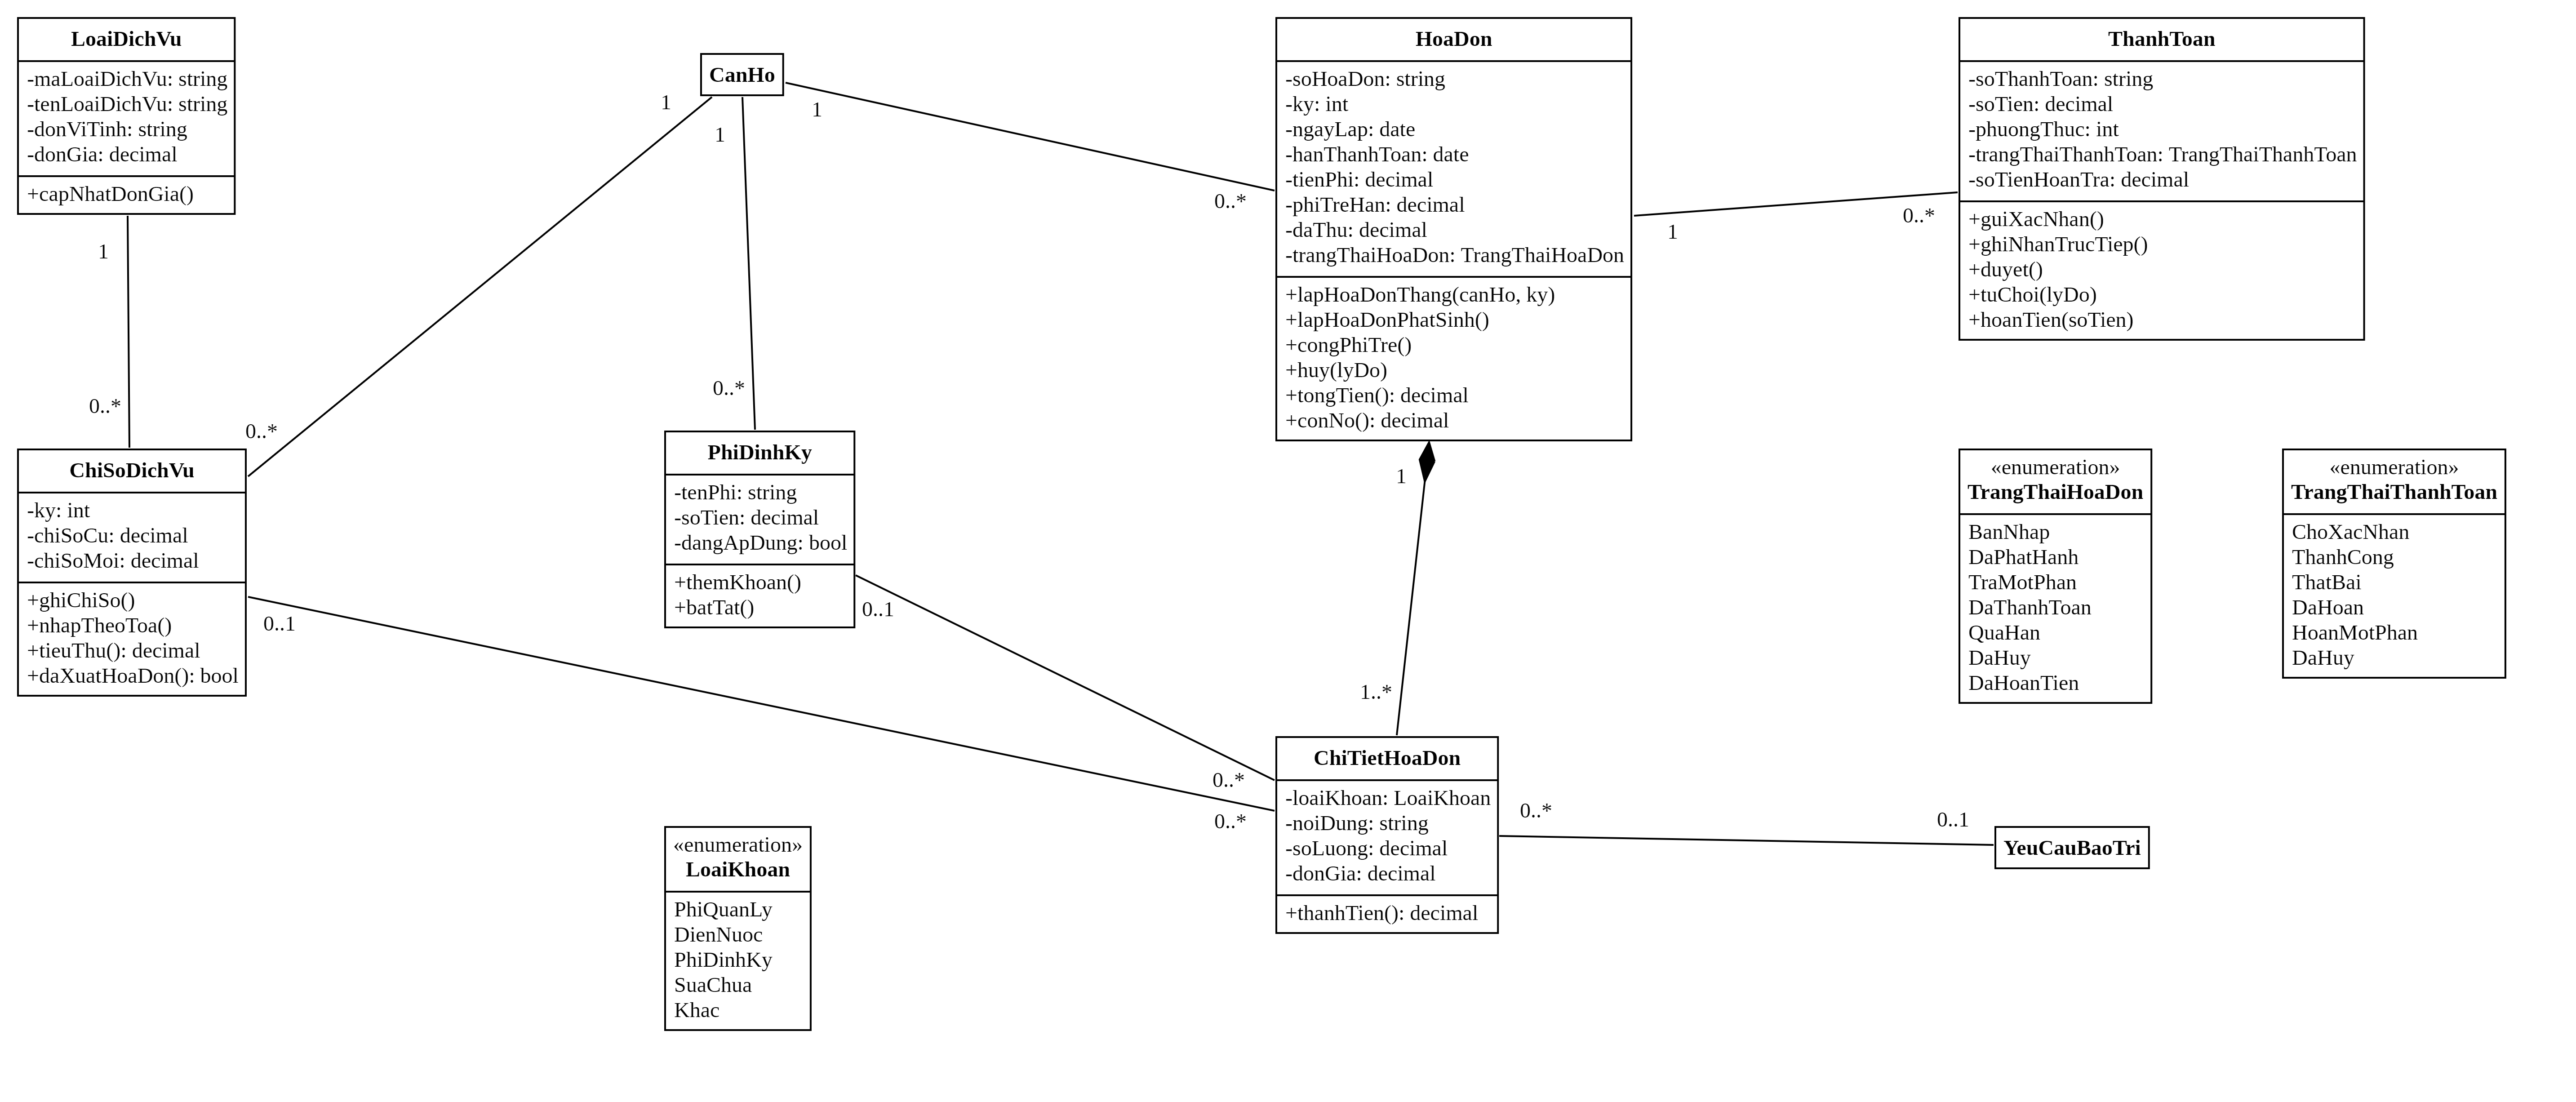 LoaiDichVu
-maLoaiDichVu: string
-tenLoaiDichVu: string
-donViTinh: string
-donGia: decimal
+capNhatDonGia()
1
0..*
CanHo
1
1
1
0..*
0..*
0..*
HoaDon
-soHoaDon: string
-ky: int
-ngayLap: date
-hanThanhToan: date
-tienPhi: decimal
-phiTreHan: decimal
-daThu: decimal
-trangThaiHoaDon: TrangThaiHoaDon
+lapHoaDonThang(canHo, ky)
+lapHoaDonPhatSinh()
+congPhiTre()
+huy(lyDo)
+tongTien(): decimal
+conNo(): decimal
1
0..*
ThanhToan
-soThanhToan: string
-soTien: decimal
-phuongThuc: int
-trangThaiThanhToan: TrangThaiThanhToan
-soTienHoanTra: decimal
+guiXacNhan()
+ghiNhanTrucTiep()
+duyet()
+tuChoi(lyDo)
+hoanTien(soTien)
ChiSoDichVu
-ky: int
-chiSoCu: decimal
-chiSoMoi: decimal
+ghiChiSo()
+nhapTheoToa()
+tieuThu(): decimal
+daXuatHoaDon(): bool
0..1
0..*
PhiDinhKy
-tenPhi: string
-soTien: decimal
-dangApDung: bool
+themKhoan()
+batTat()
0..1
0..*
1
1..*
«enumeration»
TrangThaiHoaDon
BanNhap
DaPhatHanh
TraMotPhan
DaThanhToan
QuaHan
DaHuy
DaHoanTien
«enumeration»
TrangThaiThanhToan
ChoXacNhan
ThanhCong
ThatBai
DaHoan
HoanMotPhan
DaHuy
«enumeration»
LoaiKhoan
PhiQuanLy
DienNuoc
PhiDinhKy
SuaChua
Khac
ChiTietHoaDon
-loaiKhoan: LoaiKhoan
-noiDung: string
-soLuong: decimal
-donGia: decimal
+thanhTien(): decimal
0..*
0..1
YeuCauBaoTri